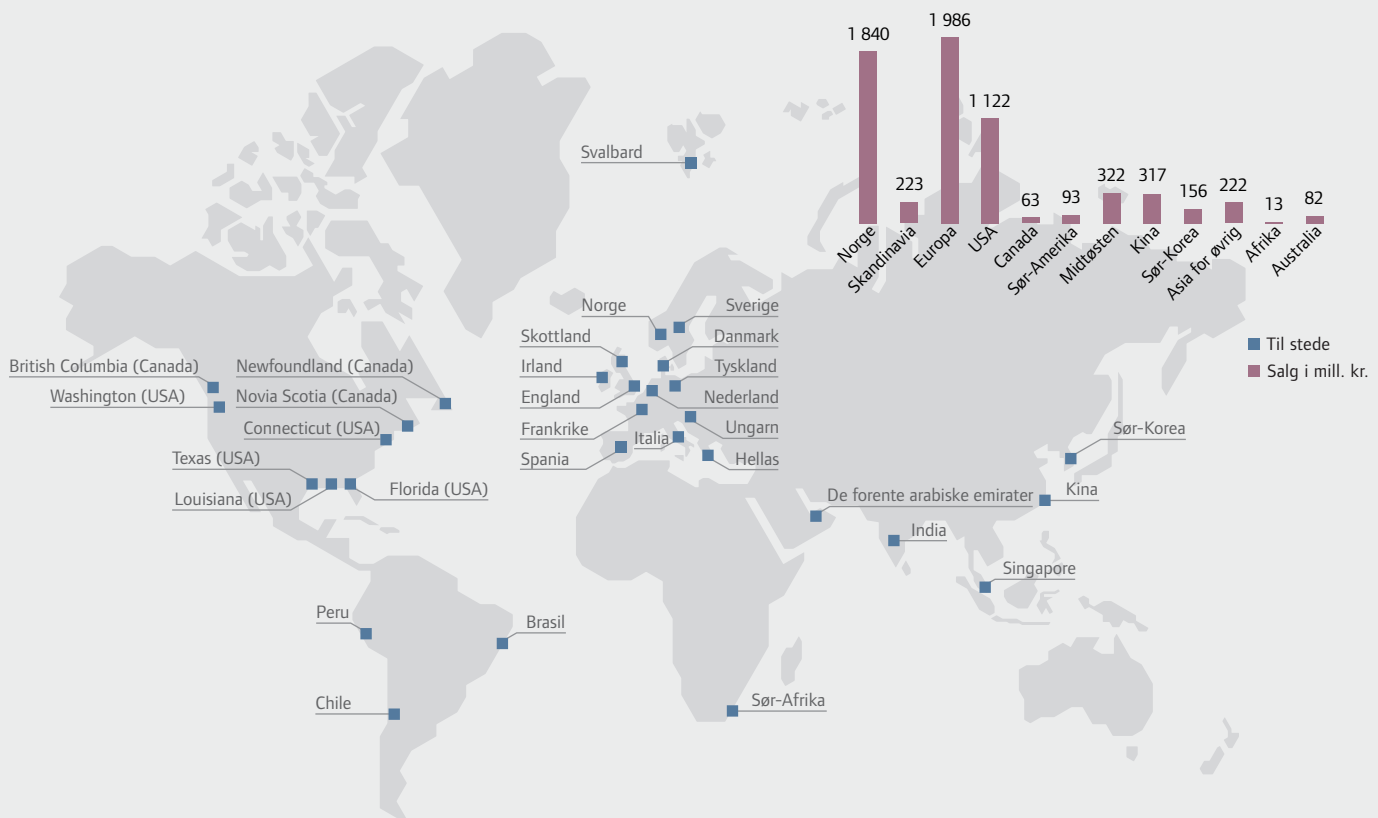 1 840
223
1 986
1 122
63
93
322
317
156
222
13
82
Norge
Skandinavia
Europa
USA
Canada
Sør-Amerika
Midtøsten
Kina
Sør-Korea
Asia for øvrig
Afrika
Australia
Til stede
Salg i mill. kr.
Svalbard
Norge
Sverige
Skottland
Danmark
British Columbia (Canada)
Newfoundland (Canada)
Irland
Tyskland
Washington (USA)
Novia Scotia (Canada)
England
Nederland
Connecticut (USA)
Frankrike
Italia
Ungarn
Sør-Korea
Texas (USA)
Spania
Hellas
Louisiana (USA)
Florida (USA)
De forente arabiske emirater
Kina
India
Singapore
Peru
Brasil
Chile
Sør-Afrika